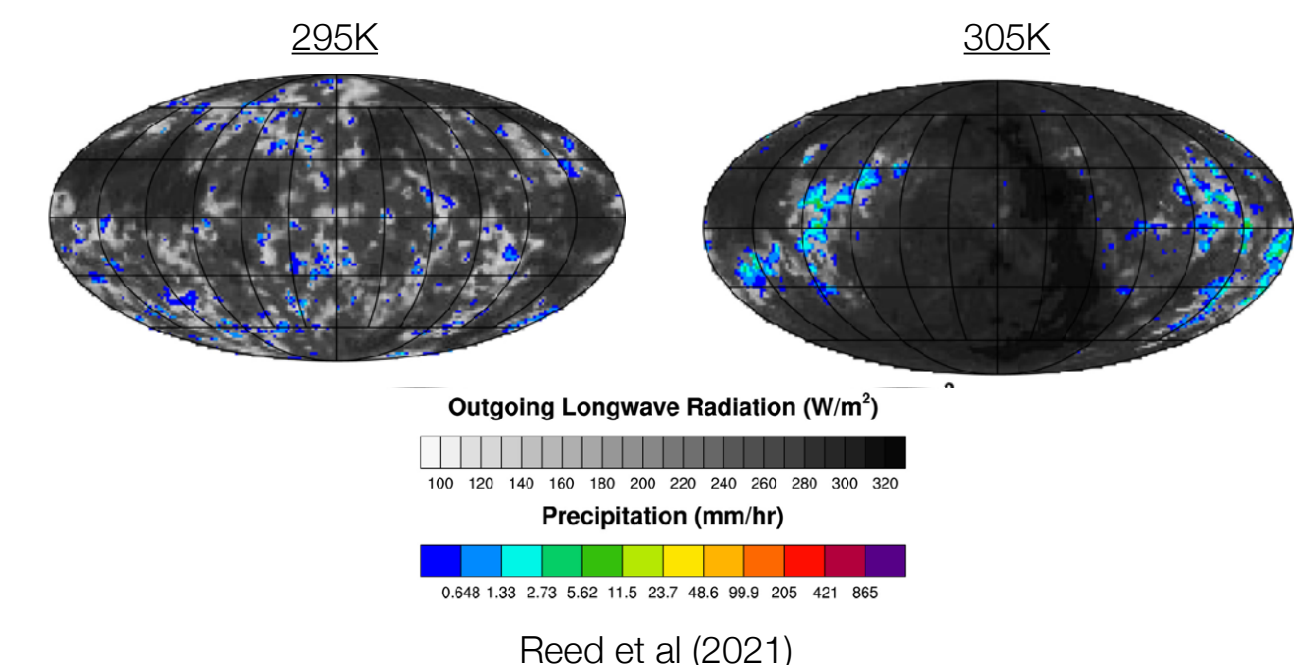 295K 305K
Outgoing Longwave Radiation (W/m²)
100 120 140 160 180 200 220 240 260 280 300 320
Precipitation (mm/hr)
0.648 1.33 2.73 5.62 11.5 23.7 48.6 99.9 205 421 865
Reed et al (2021)